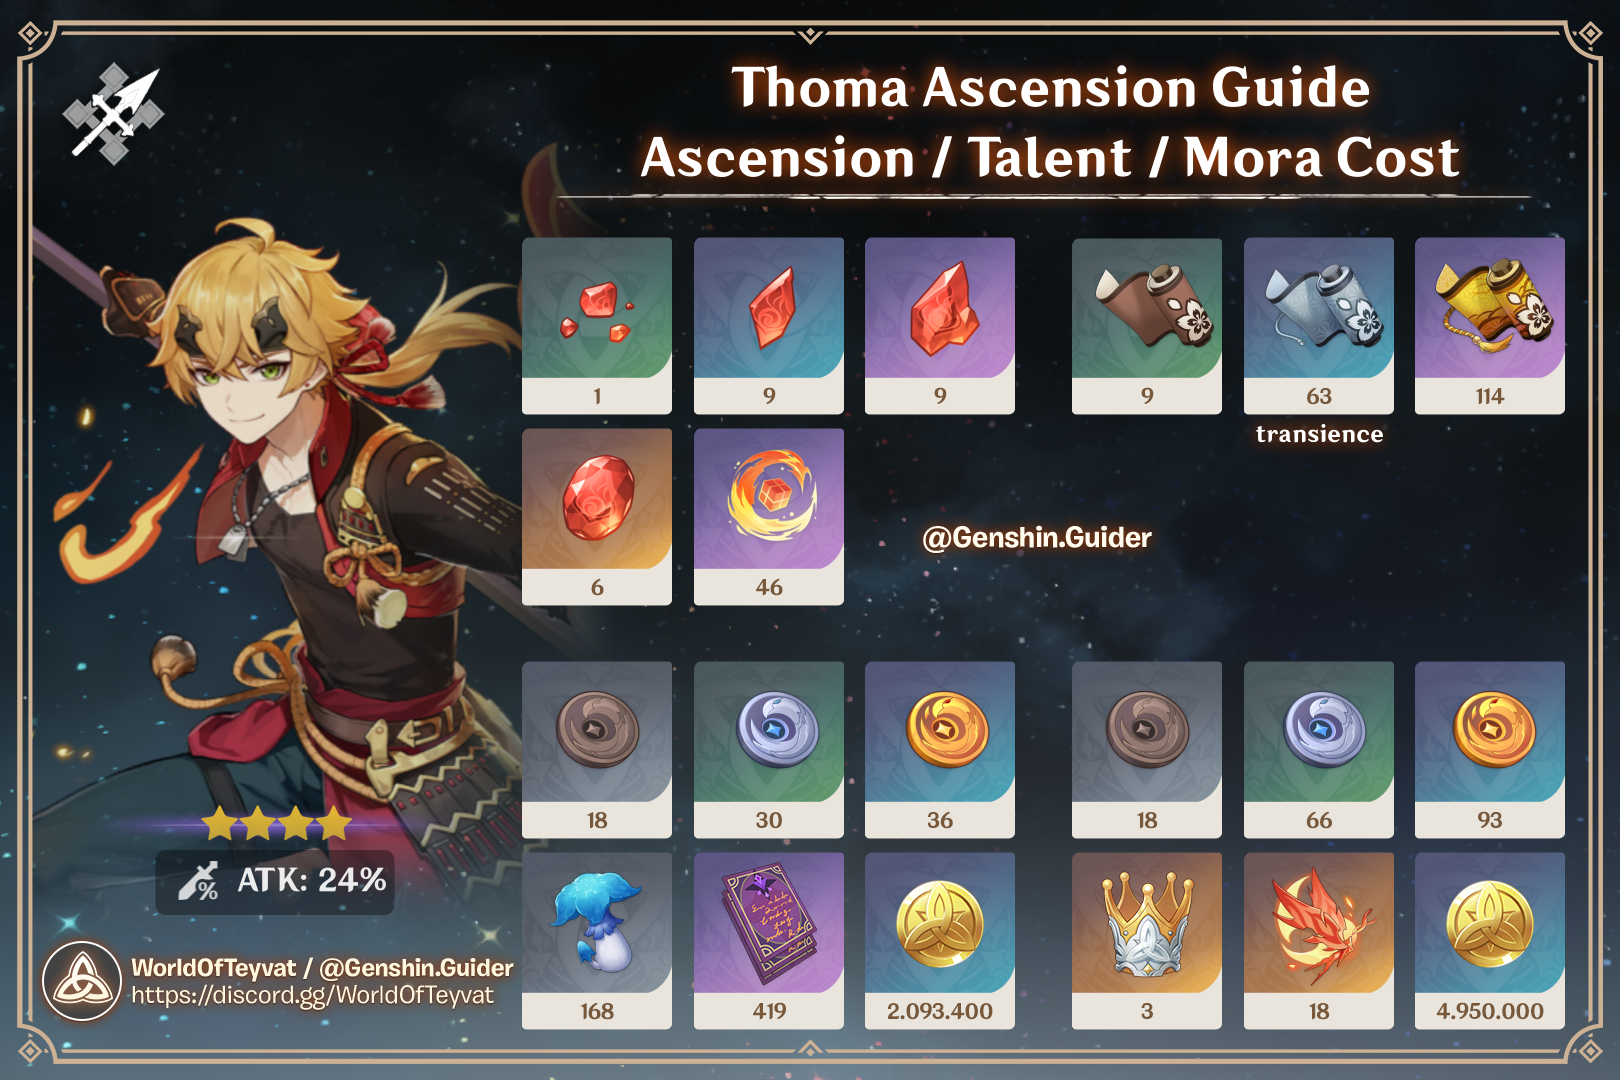 Thoma Ascension Guide
Ascension / Talent / Mora Cost
1
9
9
9
63
114
transience
6
46
@Genshin.Guider
18
30
36
18
66
93
168
419
2.093.400
3
18
4.950.000
ATK: 24%
WorldOfTeyvat / @Genshin.Guider
https://discord.gg/WorldOfTeyvat